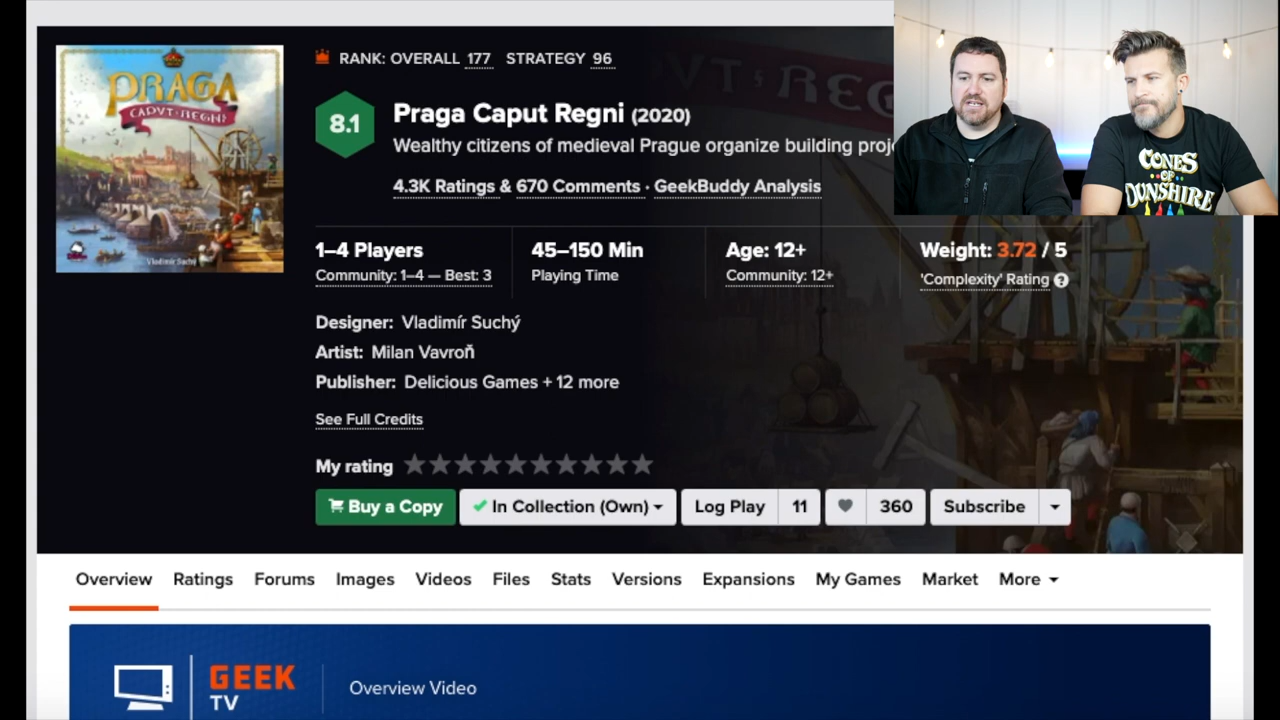 PRAGA
CAPUT REGNI
Vladimír Suchý
RANK: OVERALL 177 STRATEGY 96
8.1
Praga Caput Regni (2020)
Wealthy citizens of medieval Prague organize building proj
4.3K Ratings & 670 Comments · GeekBuddy Analysis
CONES
OF
DUNSHIRE
1–4 Players
Community: 1–4 — Best: 3
45–150 Min
Playing Time
Age: 12+
Community: 12+
Weight: 3.72 / 5
'Complexity' Rating ?
Designer: Vladimír Suchý
Artist: Milan Vavroň
Publisher: Delicious Games + 12 more
See Full Credits
My rating
Buy a Copy In Collection (Own) Log Play 11 360 Subscribe
Overview Ratings Forums Images Videos Files Stats Versions Expansions My Games Market More
GEEK
TV
Overview Video